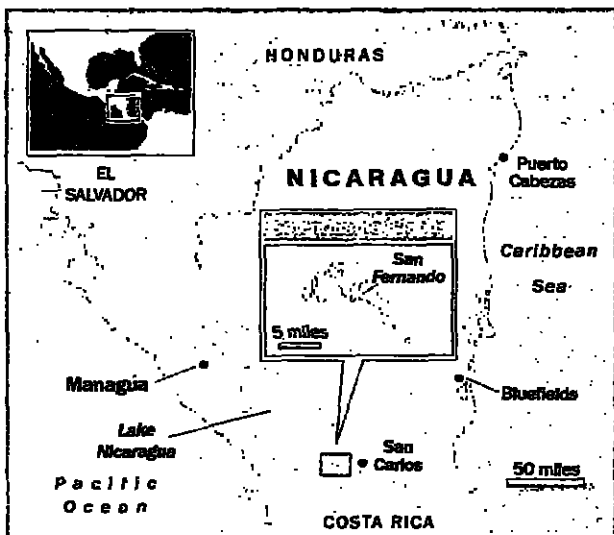 HONDURAS
EL
SALVADOR
NICARAGUA
Puerto
Cabezas
San
Fernando
Caribbean
Sea
5 miles
Managua
Bluefields
Lake
Nicaragua
San
Carlos
50 miles
Pacific
Ocean
COSTA RICA